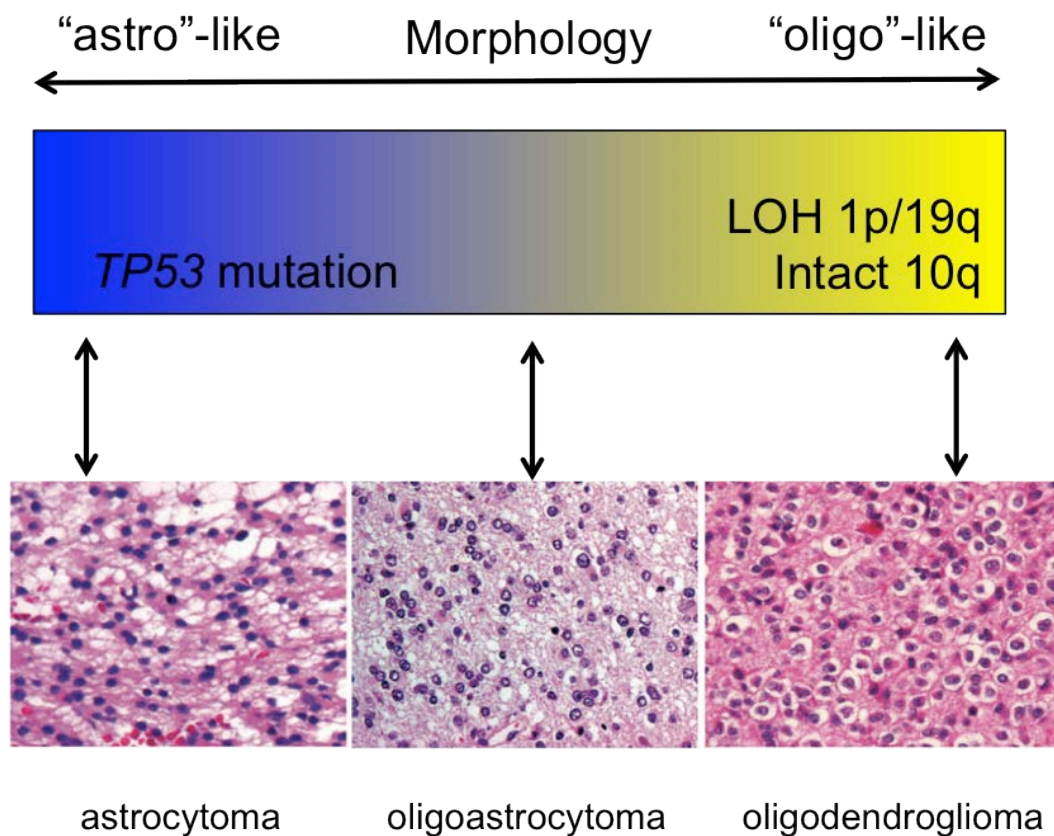 “astro”-like Morphology “oligo”-like
LOH 1p/19q
TP53 mutation Intact 10q
astrocytoma oligoastrocytoma oligodendroglioma